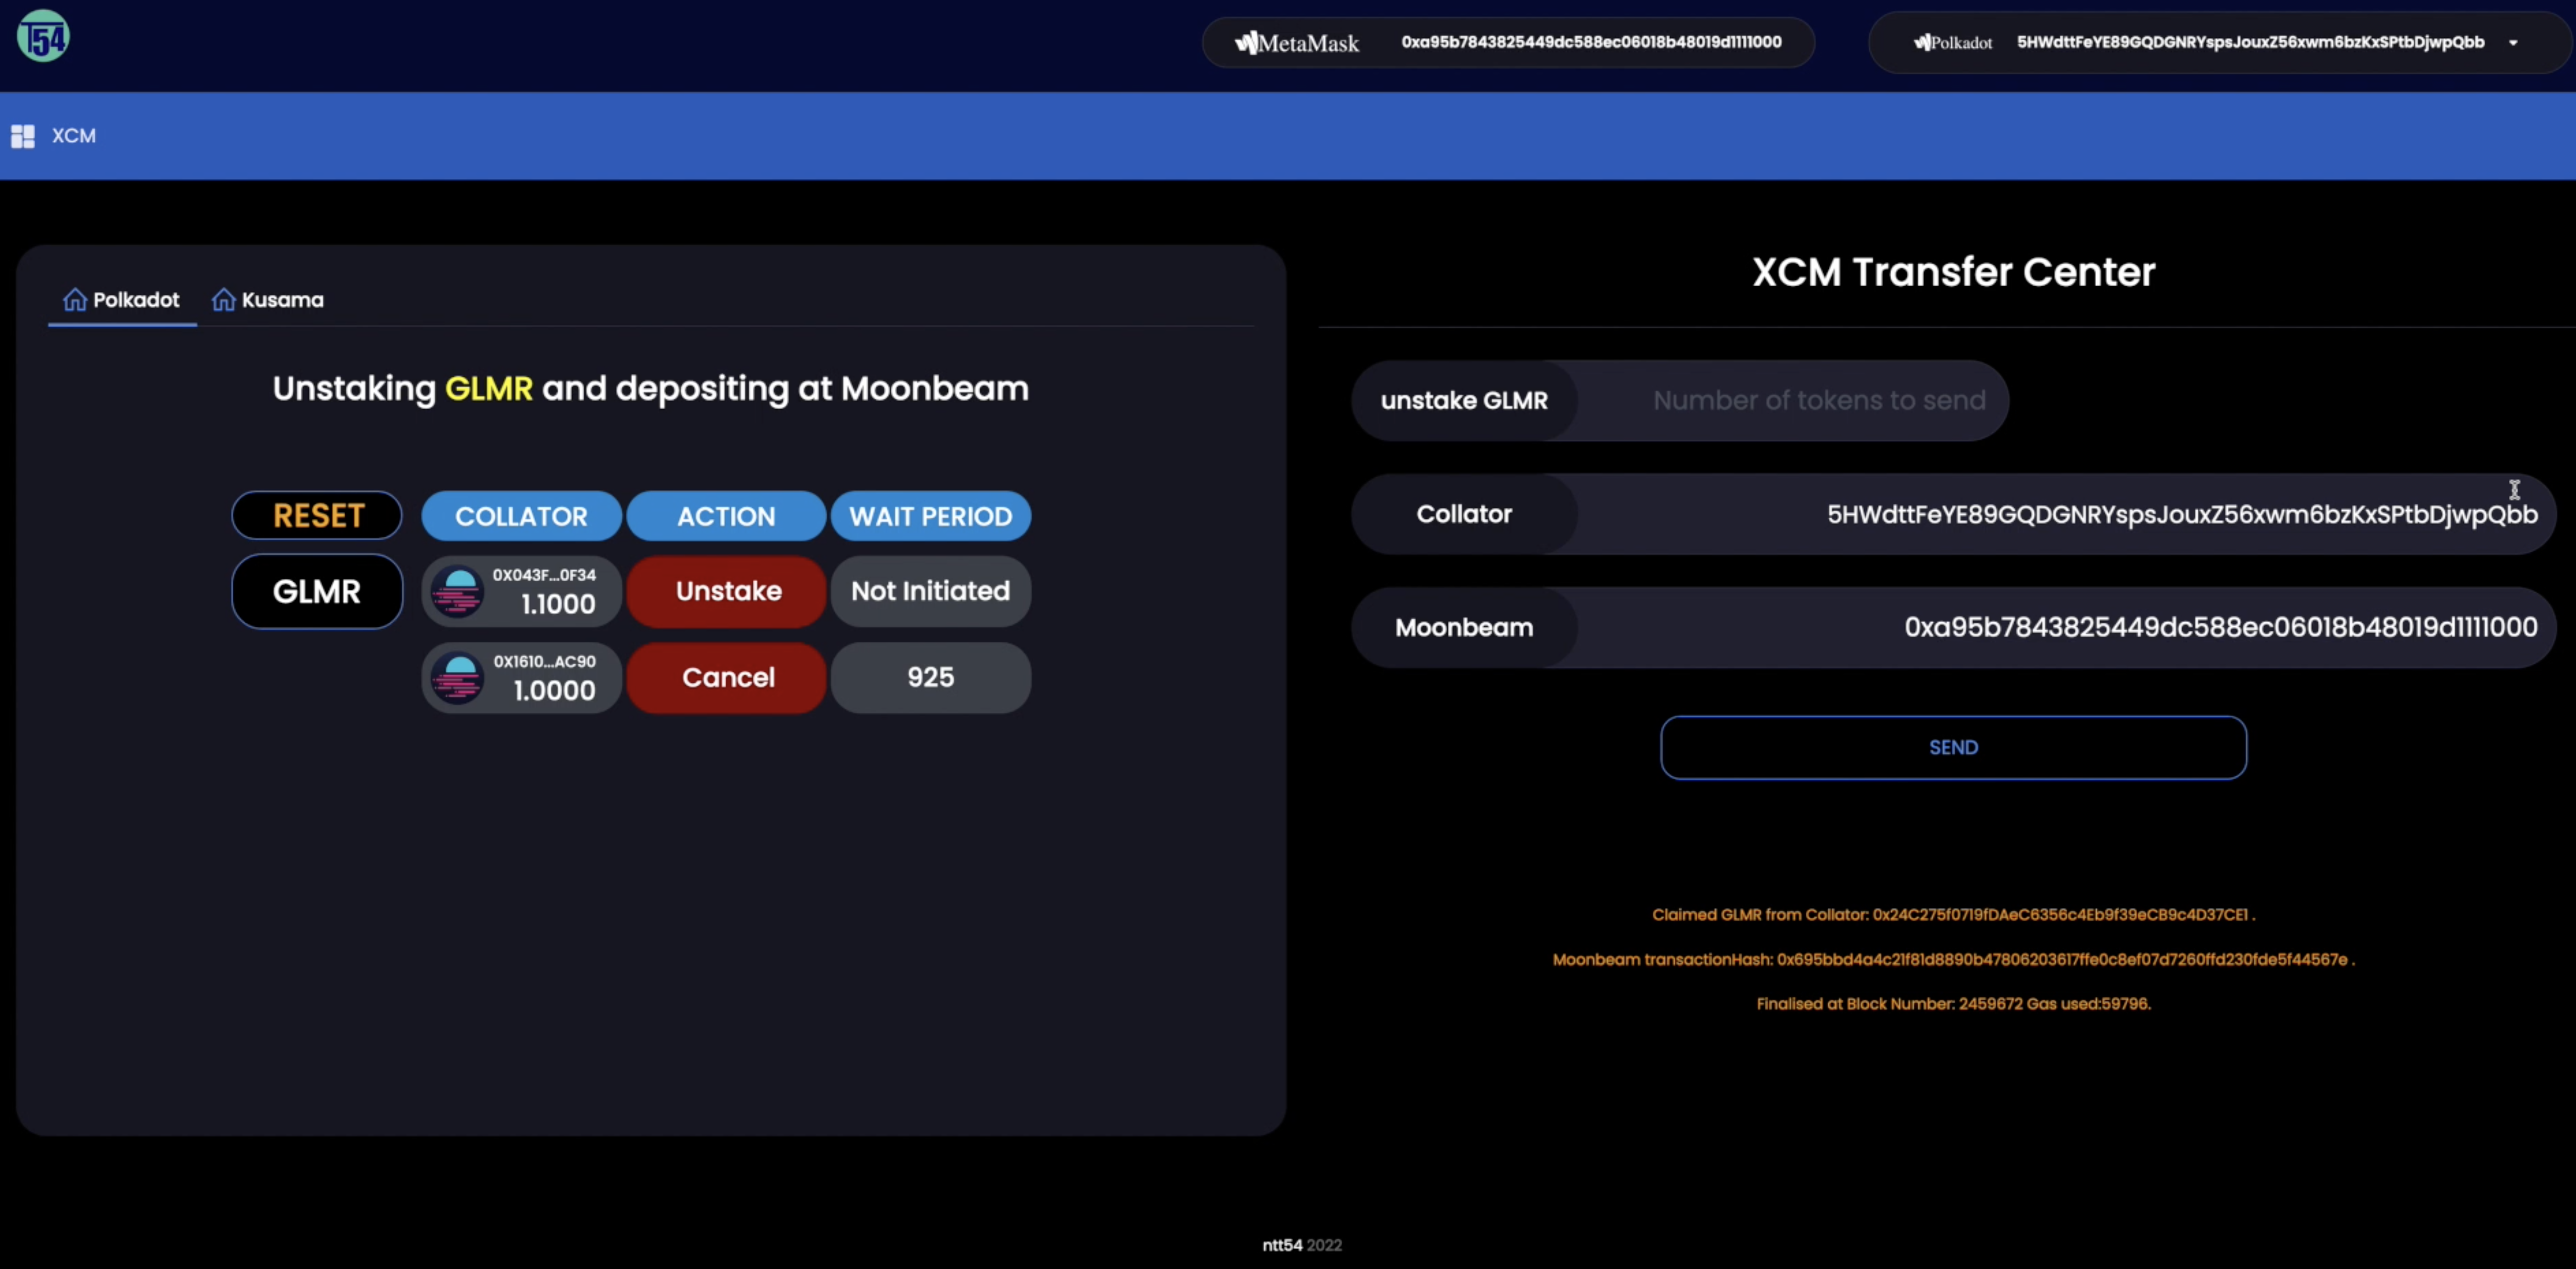 T54
MetaMask 0xa95b7843825449dc588ec06018b48019d1111000
Polkadot 5HWdttFeYE89GQDGNRYspsJouxZ56xwm6bzKxSPtbDjwpQbb
XCM
Polkadot Kusama
Unstaking GLMR and depositing at Moonbeam
RESET COLLATOR ACTION WAIT PERIOD
GLMR 0X043F...0F34 1.1000 Unstake Not Initiated
0X1610...AC90 1.0000 Cancel 925
XCM Transfer Center
unstake GLMR Number of tokens to send
Collator 5HWdttFeYE89GQDGNRYspsJouxZ56xwm6bzKxSPtbDjwpQbb
Moonbeam 0xa95b7843825449dc588ec06018b48019d1111000
SEND
Claimed GLMR from Collator: 0x24C275f0719fDAeC6356c4Eb9f39eCB9c4D37CE1 .
Moonbeam transactionHash: 0x695bbd4a4c21f81d8890b47806203617ffe0c8ef07d7260ffd230fde5f44567e .
Finalised at Block Number: 2459672 Gas used:59796.
ntt54 2022